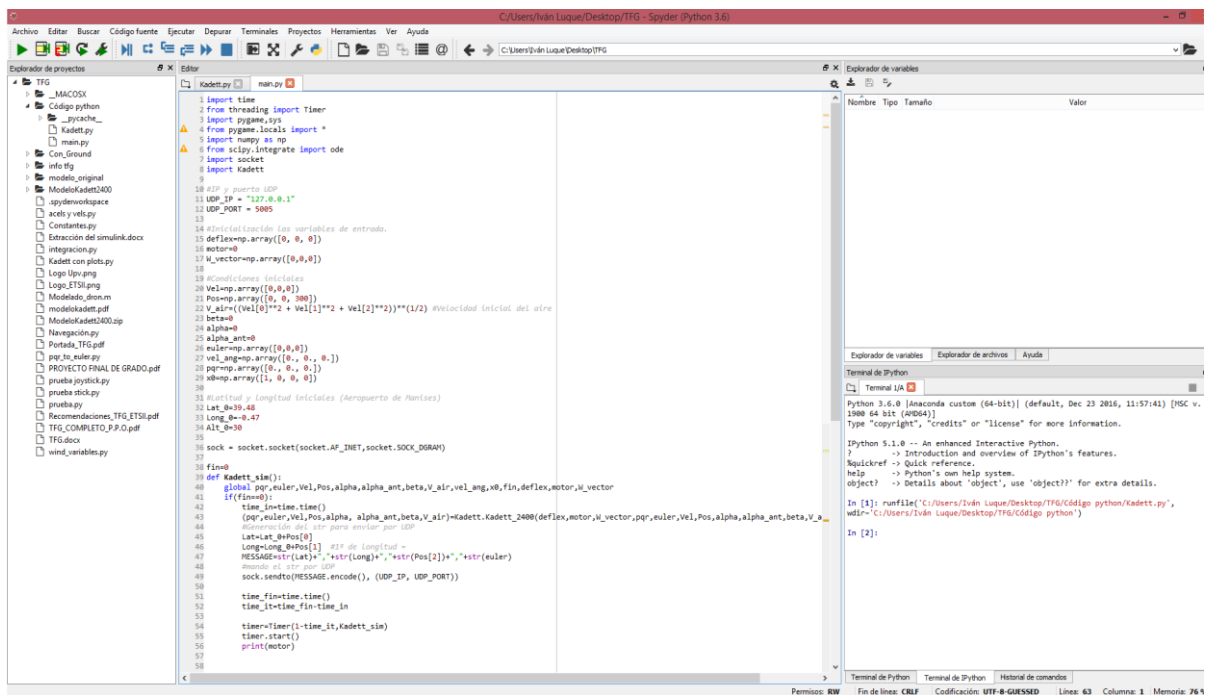 C:/Users/Iván Luque/Desktop/TFG - Spyder (Python 3.6)
Archivo Editar Buscar Código fuente Ejecutar Depurar Terminales Proyectos Herramientas Ver Ayuda
C:\Users\Iván Luque\Desktop\TFG
Explorador de proyectos
TFG
_MACOSX
Código python
__pycache__
Kadett.py
main.py
Con_Ground
info tfg
modelo_original
ModeloKadett2400
.spyderworkspace
acels y vels.py
Constantes.py
Extracción del simulink.docx
integracion.py
Kadett con plots.py
Logo Upv.png
Logo_ETSII.png
Modelado_dron.m
modelokadett.pdf
ModeloKadett2400.zip
Navegación.py
Portada_TFG.pdf
pqr_to_euler.py
PROYECTO FINAL DE GRADO.pdf
prueba joystick.py
prueba stick.py
prueba.py
Recomendaciones_TFG_ETSII.pdf
TFG_COMPLETO_P.P.O.pdf
TFG.docx
wind_variables.py
Editor
Kadett.py main.py
1 import time
2 from threading import Timer
3 import pygame,sys
4 from pygame.locals import *
5 import numpy as np
6 from scipy.integrate import ode
7 import socket
8 import Kadett
9
10 #IP y puerto UDP
11 UDP_IP = "127.0.0.1"
12 UDP_PORT = 5005
13
14 #Inicialización las variables de entrada.
15 deflex=np.array([0, 0, 0])
16 motor=0
17 W_vector=np.array([0,0,0])
18
19 #Condiciones iniciales
20 Vel=np.array([0,0,0])
21 Pos=np.array([0, 0, 300])
22 V_air=((Vel[0]**2 + Vel[1]**2 + Vel[2]**2))**(1/2) #Velocidad inicial del aire
23 beta=0
24 alpha=0
25 alpha_ant=0
26 euler=np.array([0,0,0])
27 vel_ang=np.array([0., 0., 0.])
28 pqr=np.array([0., 0., 0.])
29 x0=np.array([1, 0, 0, 0])
30
31 #Latitud y longitud iniciales (Aeropuerto de Manises)
32 Lat_0=39.48
33 Long_0=-0.47
34 Alt_0=30
35
36 sock = socket.socket(socket.AF_INET,socket.SOCK_DGRAM)
37
38 fin=0
39 def Kadett_sim():
40 global pqr,euler,Vel,Pos,alpha,alpha_ant,beta,V_air,vel_ang,x0,fin,deflex,motor,W_vector
41 if(fin==0):
42 time_in=time.time()
43 (pqr,euler,Vel,Pos,alpha, alpha_ant,beta,V_air)=Kadett.Kadett_2400(deflex,motor,W_vector,pqr,euler,Vel,Pos,alpha,alpha_ant,beta,V_a
44 #Generación del str para enviar por UDP
45 Lat=Lat_0+Pos[0]
46 Long=Long_0+Pos[1] #1º de longitud =
47 MESSAGE=str(Lat)+","+str(Long)+","+str(Pos[2])+","+str(euler)
48 #mando el str por UDP
49 sock.sendto(MESSAGE.encode(), (UDP_IP, UDP_PORT))
50
51 time_fin=time.time()
52 time_it=time_fin-time_in
53
54 timer=Timer(1-time_it,Kadett_sim)
55 timer.start()
56 print(motor)
57
58
Explorador de variables
Nombre Tipo Tamaño Valor
Explorador de variables Explorador de archivos Ayuda
Terminal de IPython
Terminal 1/A
Python 3.6.0 |Anaconda custom (64-bit)| (default, Dec 23 2016, 11:57:41) [MSC v.
1900 64 bit (AMD64)]
Type "copyright", "credits" or "license" for more information.
IPython 5.1.0 -- An enhanced Interactive Python.
? -> Introduction and overview of IPython's features.
%quickref -> Quick reference.
help -> Python's own help system.
object? -> Details about 'object', use 'object??' for extra details.
In [1]: runfile('C:/Users/Iván Luque/Desktop/TFG/Código python/Kadett.py',
wdir='C:/Users/Iván Luque/Desktop/TFG/Código python')
In [2]:
Terminal de Python Terminal de IPython Historial de comandos
Permisos: RW Fin de línea: CRLF Codificación: UTF-8-GUESSED Línea: 63 Columna: 1 Memoria: 76 %